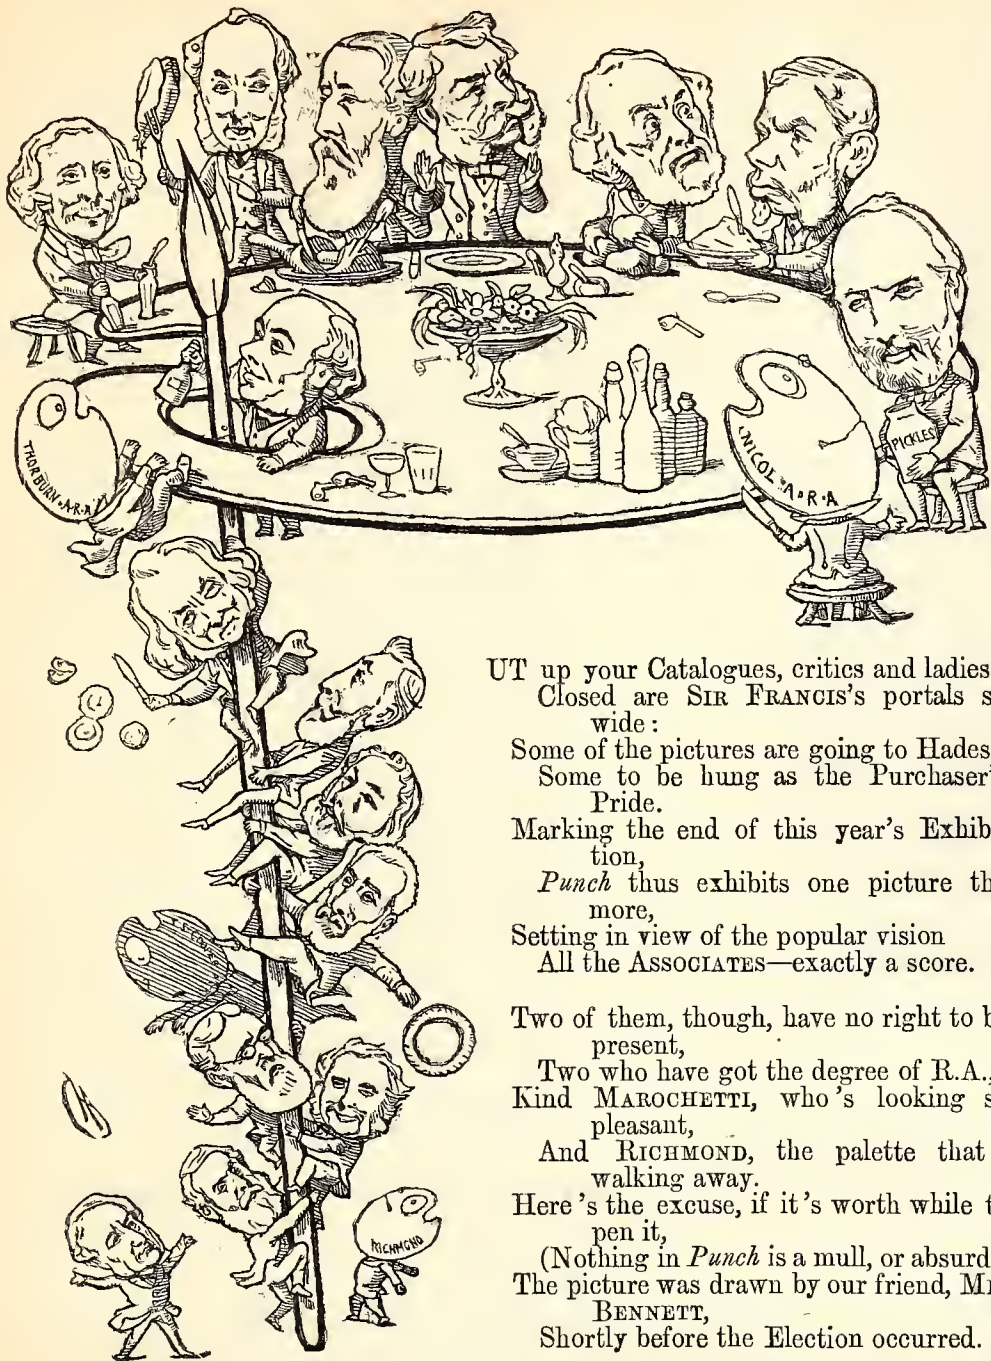 THORBURN·A·R·A
NICOL·A·R·A
PICKLES
RICHMOND
UT up your Catalogues, critics and ladies
Closed are SIR FRANCIS's portals s
wide:
Some of the pictures are going to Hades
Some to be hung as the Purchaser'
Pride.
Marking the end of this year's Exhib
tion,
Punch thus exhibits one picture th
more,
Setting in view of the popular vision
All the ASSOCIATES—exactly a score.
Two of them, though, have no right to b
present,
Two who have got the degree of R.A.,
Kind MAROCHETTI, who's looking s
pleasant,
And RICHMOND, the palette that
walking away.
Here's the excuse, if it's worth while t
pen it,
(Nothing in Punch is a mull, or absurd
The picture was drawn by our friend, M
BENNETT,
Shortly before the Election occurred.